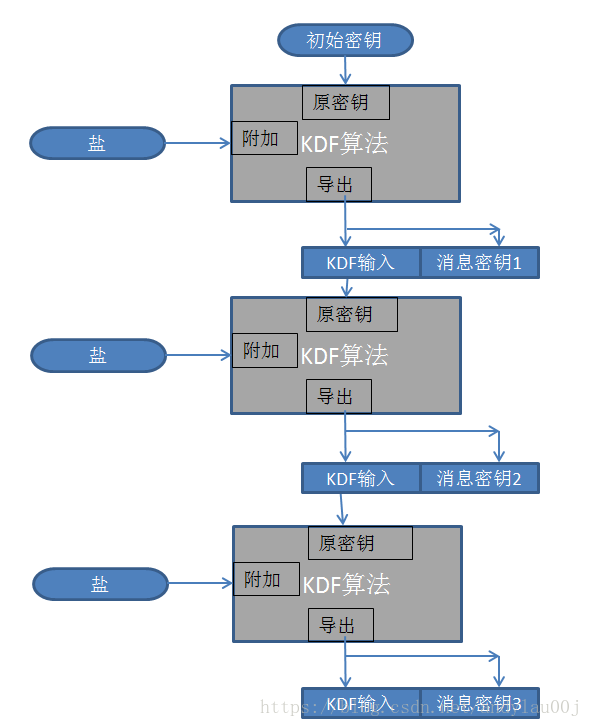 初始密钥
原密钥
盐
附加
KDF算法
导出
KDF输入
消息密钥1
原密钥
盐
附加
KDF算法
导出
KDF输入
消息密钥2
原密钥
盐
附加
KDF算法
导出
KDF输入
消息密钥3